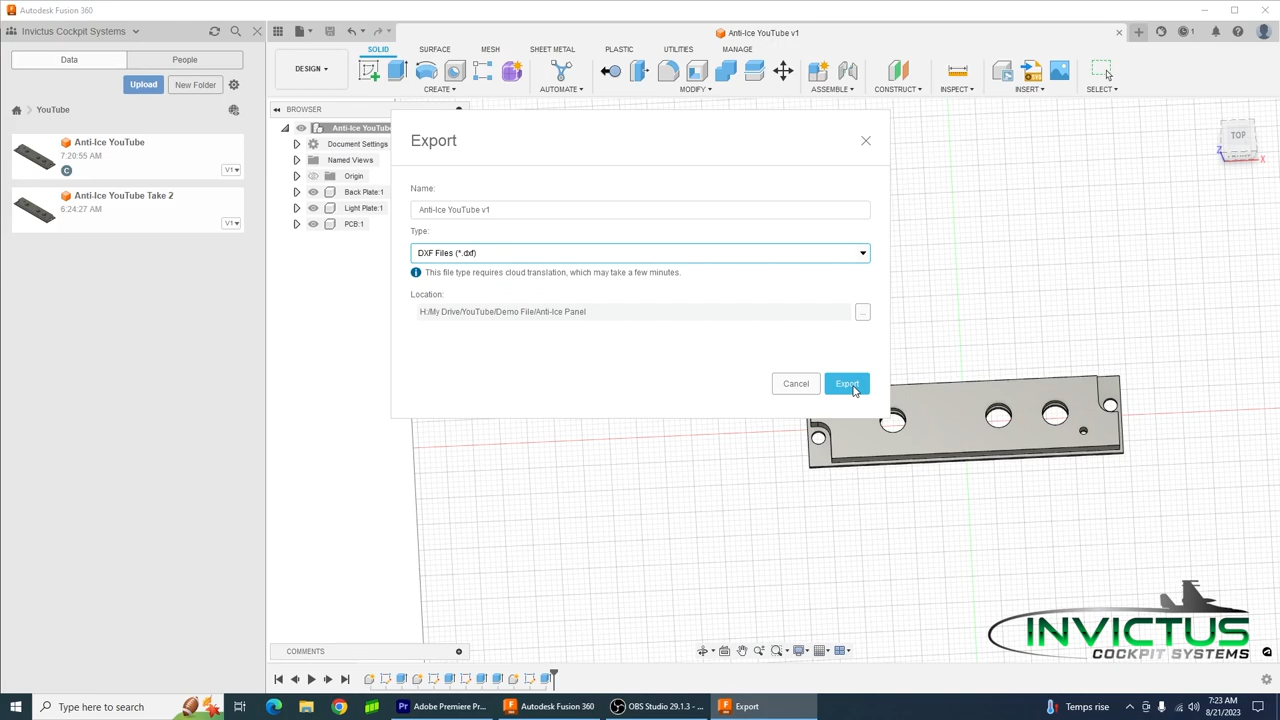 Autodesk Fusion 360
Invictus Cockpit Systems
Anti-Ice YouTube v1
1
Data
People
SOLID
SURFACE
MESH
SHEET METAL
PLASTIC
UTILITIES
MANAGE
DESIGN
Upload
New Folder
CREATE
AUTOMATE
MODIFY
ASSEMBLE
CONSTRUCT
INSPECT
INSERT
SELECT
YouTube
BROWSER
Anti-Ice YouTube
7:20:55 AM
C
V1
Anti-Ice YouTube Take 2
6:24:27 AM
V1
Anti-Ice YouTube
Document Settings
Named Views
Origin
Back Plate:1
Light Plate:1
PCB:1
Export
Name:
Anti-Ice YouTube v1
Type:
DXF Files (*.dxf)
This file type requires cloud translation, which may take a few minutes.
Location:
H:/My Drive/YouTube/Demo File/Anti-Ice Panel
...
Cancel
Export
TOP
Z
X
INVICTUS
COCKPIT SYSTEMS
COMMENTS
Type here to search
Adobe Premiere Pr...
Autodesk Fusion 360
OBS Studio 29.1.3 - ...
Export
Temps rise
7:23 AM
8/21/2023